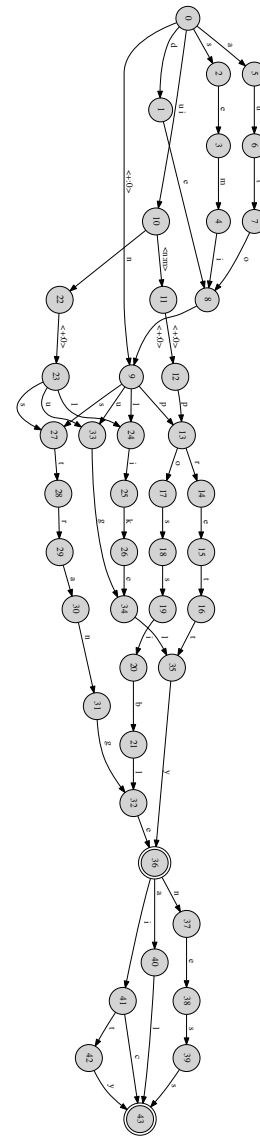 0
a
s
d
u i
5
2
1
u
e
6
3
t
m
e
<+:0>
n
7
4
10
o
i
<n:m>
8
11
22
<+:0>
<+:0>
<+:0>
12
9
23
p
p
l
u
s
l
u
s
13
24
33
27
r
o
i
t
g
14
17
25
28
e
s
k
r
15
18
26
29
t
s
e
a
16
19
34
30
t
i
l
n
35
20
b
31
21
g
y
l
32
e
36
n
a
i
37
e
40
38
41
s
l
c
t
39
42
s
y
43